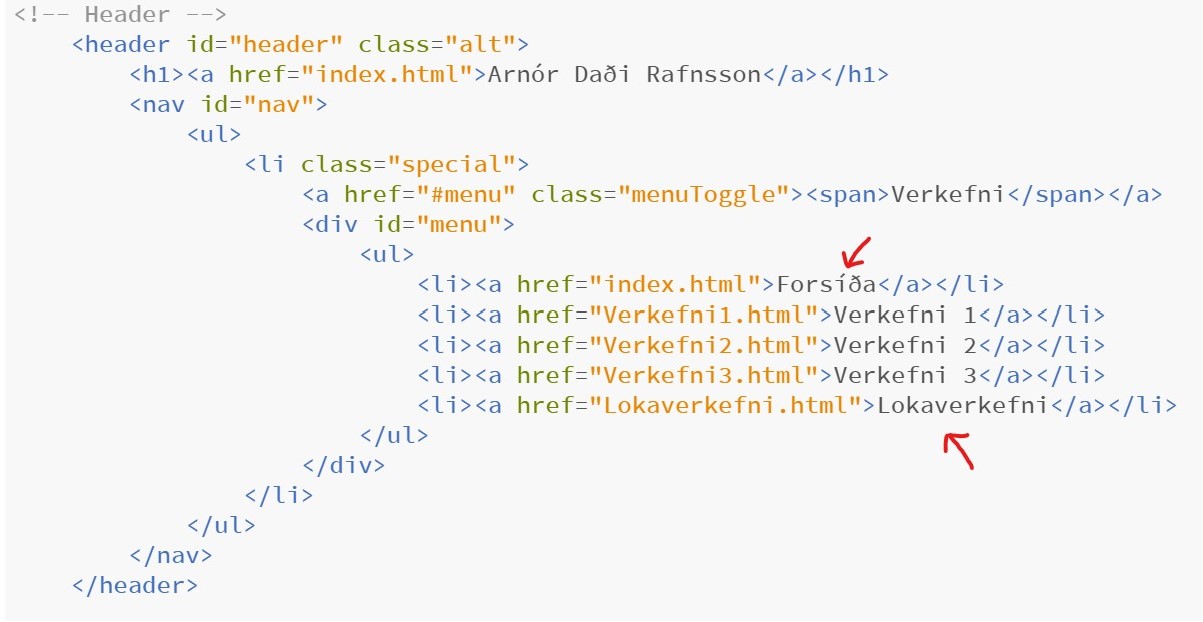 <!-- Header -->
<header id="header" class="alt">
<h1><a href="index.html">Arnór Daði Rafnsson</a></h1>
<nav id="nav">
<ul>
<li class="special">
<a href="#menu" class="menuToggle"><span>Verkefni</span></a>
<div id="menu">
<ul>
<li><a href="index.html">Forsíða</a></li>
<li><a href="Verkefni1.html">Verkefni 1</a></li>
<li><a href="Verkefni2.html">Verkefni 2</a></li>
<li><a href="Verkefni3.html">Verkefni 3</a></li>
<li><a href="Lokaverkefni.html">Lokaverkefni</a></li>
</ul>
</div>
</li>
</ul>
</nav>
</header>